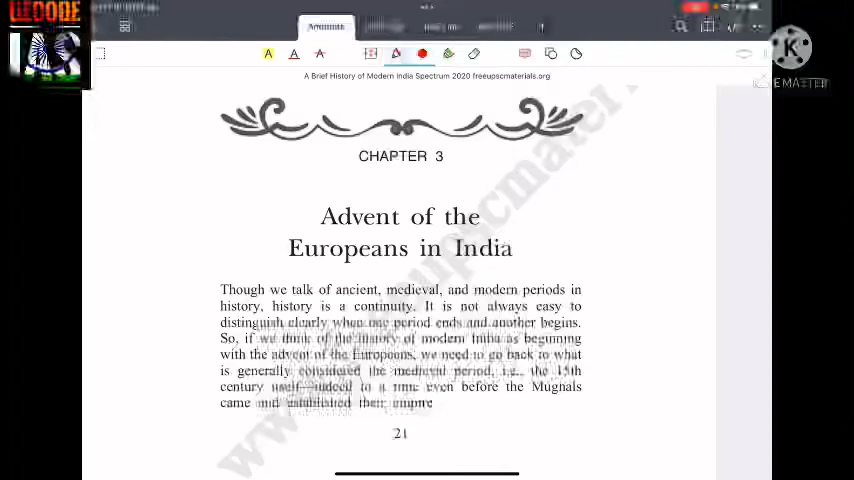 A Brief History of Modern India Spectrum 2020 freeupscmaterials.org
K
CHAPTER 3
Advent of the
Europeans in India
Though we talk of ancient, medieval, and modern periods in
history, history is a continuity. It is not always easy to
distinguish clearly when one period ends and another begins.
So, if we think of the history of modern India as beginning
with the advent of the Europeans, we need to go back to what
is generally considered the medieval period, i.e., the 15th
century itself—indeed to a time even before the Mughals
came and established their empire
21